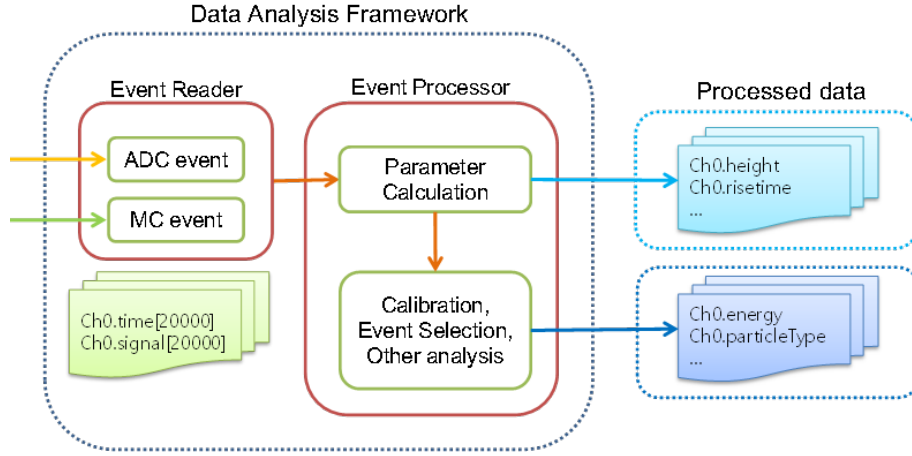 Data Analysis Framework
Event Reader
ADC event
MC event
Ch0.time[20000]
Ch0.signal[20000]
Event Processor
Parameter
Calculation
Calibration,
Event Selection,
Other analysis
Processed data
Ch0.height
Ch0.risetime
...
Ch0.energy
Ch0.particleType
...